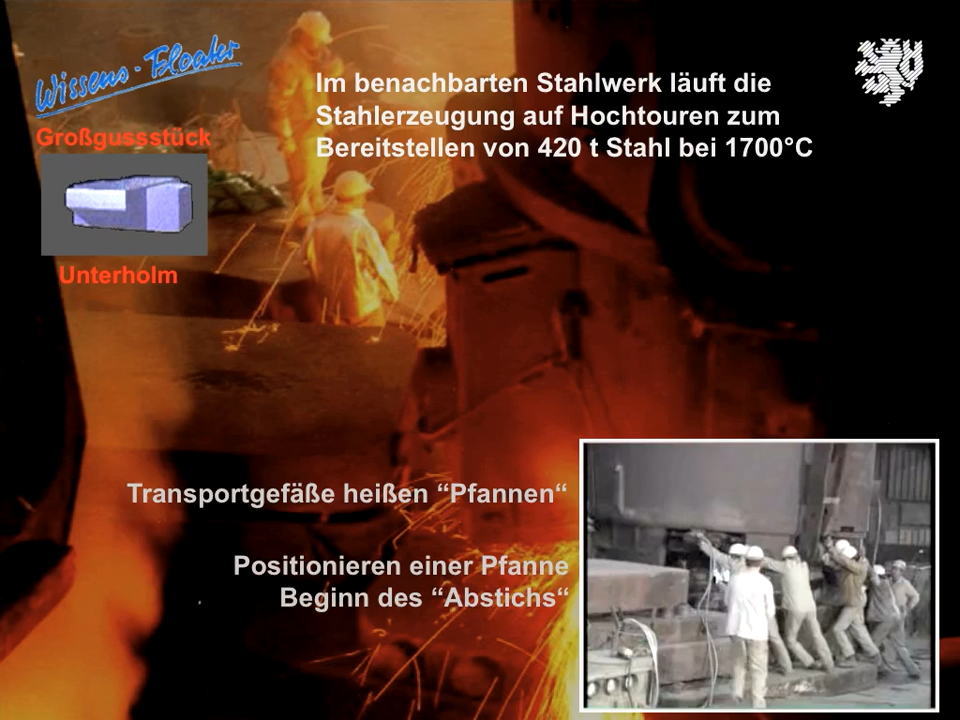 Wissens-Floater
Im benachbarten Stahlwerk läuft die
Stahlerzeugung auf Hochtouren zum
Bereitstellen von 420 t Stahl bei 1700°C
Großgussstück
Unterholm
Transportgefäße heißen “Pfannen“
Positionieren einer Pfanne
Beginn des “Abstichs“